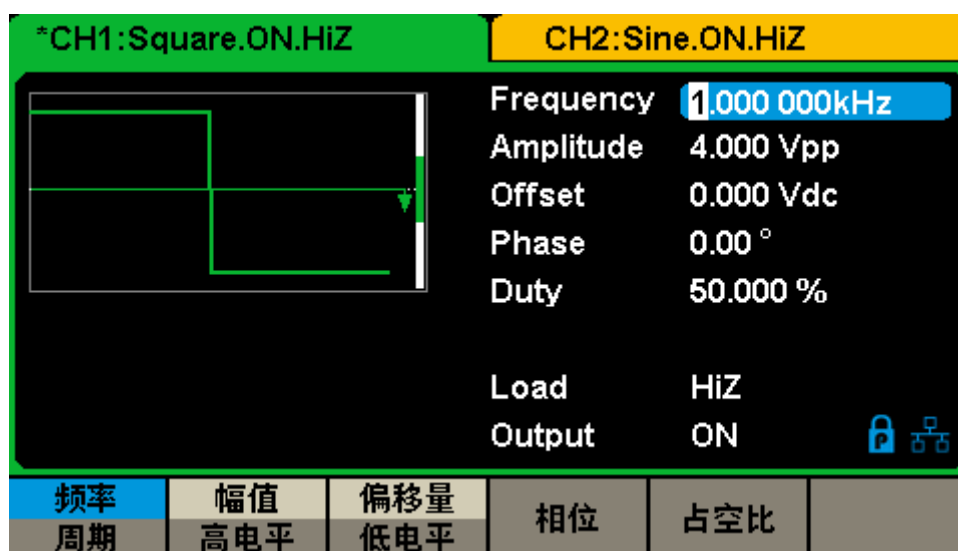 *CH1:Square.ON.HiZ CH2:Sine.ON.HiZ
Frequency 1.000 000kHz
Amplitude 4.000 Vpp
Offset 0.000 Vdc
Phase 0.00 °
Duty 50.000 %
Load HiZ
Output ON P
频率 幅值 偏移量 相位 占空比
周期 高电平 低电平